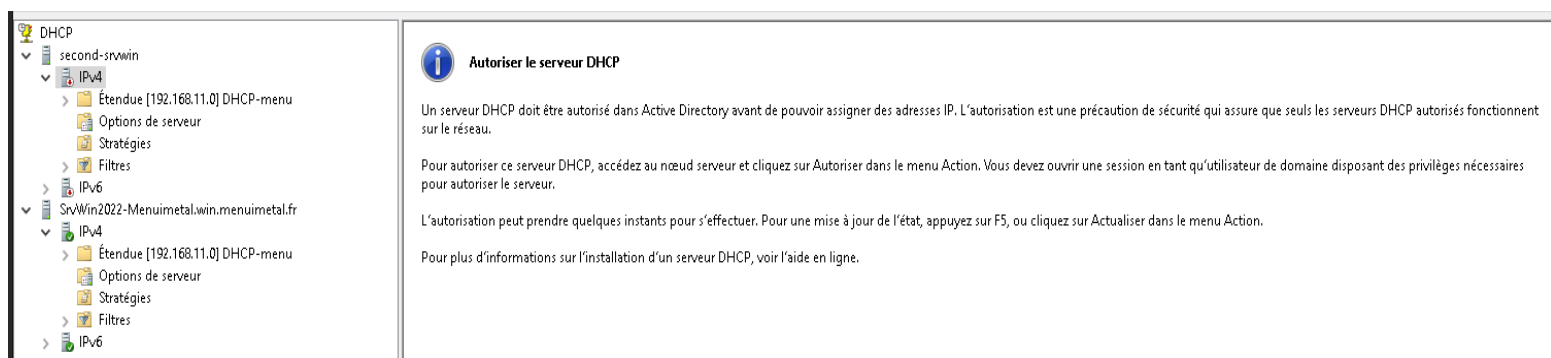 DHCP
second-srvwin
IPv4
Étendue [192.168.11.0] DHCP-menu
Options de serveur
Stratégies
Filtres
IPv6
SrvWin2022-Menuimetal.win.menuimetal.fr
IPv4
Étendue [192.168.11.0] DHCP-menu
Options de serveur
Stratégies
Filtres
IPv6
Autoriser le serveur DHCP
Un serveur DHCP doit être autorisé dans Active Directory avant de pouvoir assigner des adresses IP. L'autorisation est une précaution de sécurité qui assure que seuls les serveurs DHCP autorisés fonctionnent
sur le réseau.
Pour autoriser ce serveur DHCP, accédez au nœud serveur et cliquez sur Autoriser dans le menu Action. Vous devez ouvrir une session en tant qu'utilisateur de domaine disposant des privilèges nécessaires
pour autoriser le serveur.
L'autorisation peut prendre quelques instants pour s'effectuer. Pour une mise à jour de l'état, appuyez sur F5, ou cliquez sur Actualiser dans le menu Action.
Pour plus d'informations sur l'installation d'un serveur DHCP, voir l'aide en ligne.